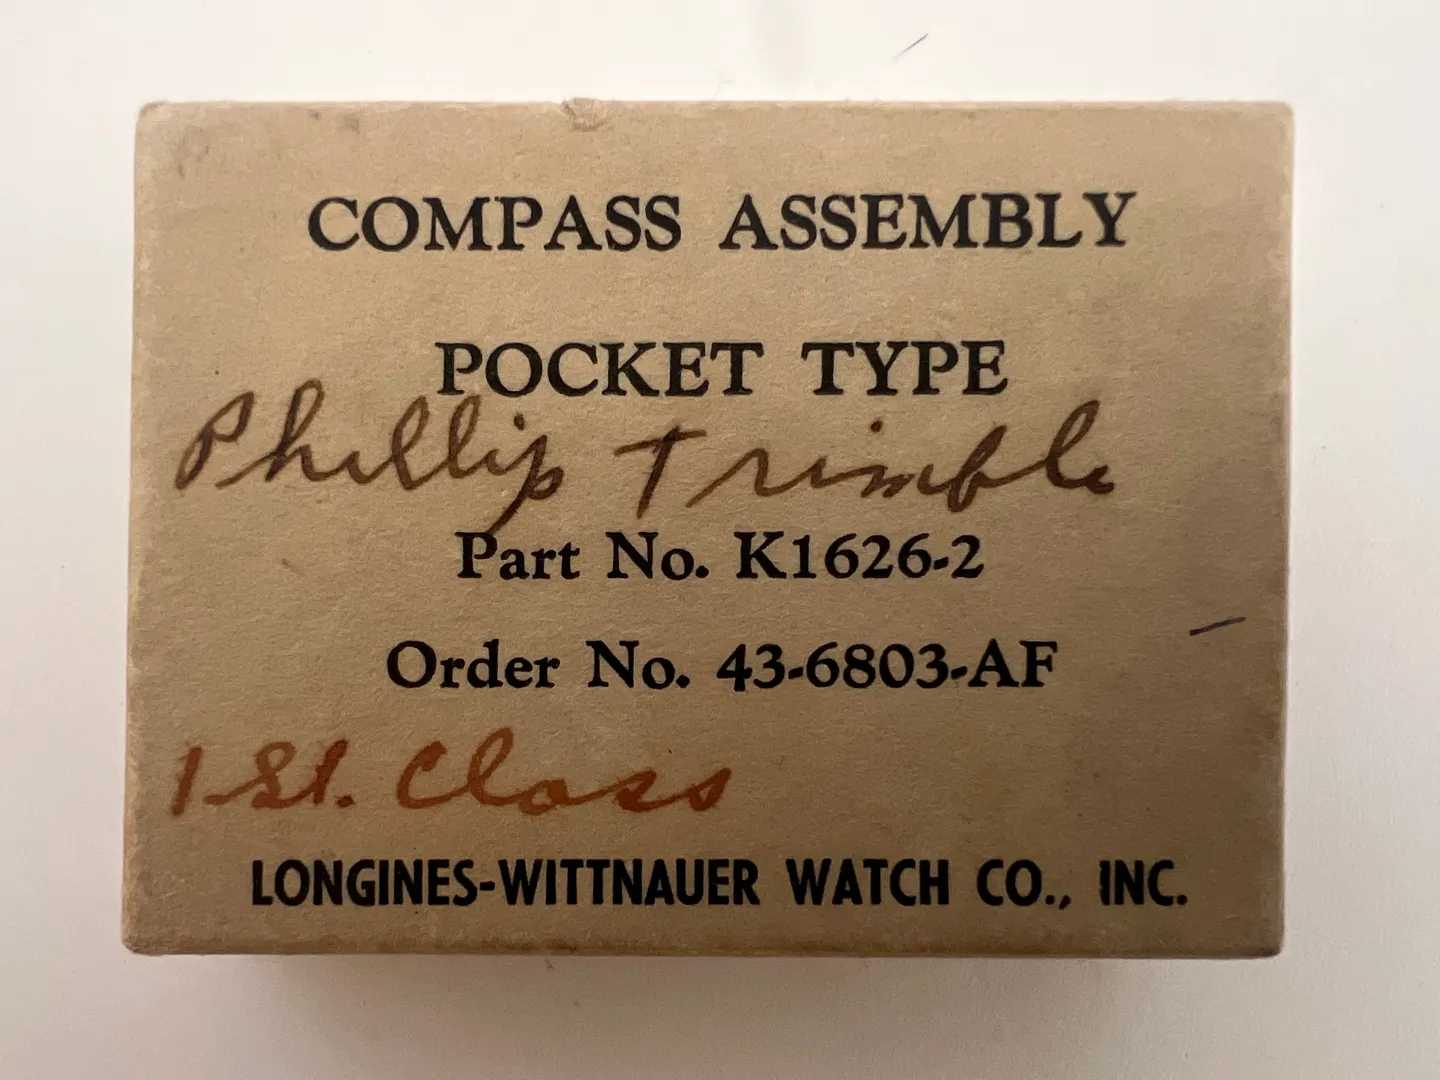 COMPASS ASSEMBLY
POCKET TYPE
Phillip Trimble
Part No. K1626-2
Order No. 43-6803-AF
1 St. Class
LONGINES-WITTNAUER WATCH CO., INC.